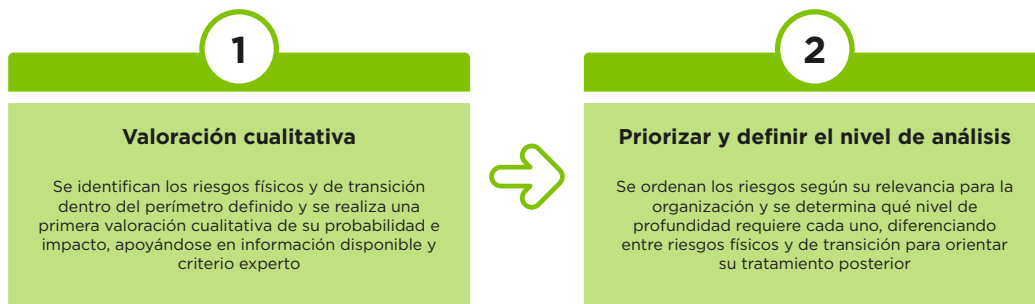 1
Valoración cualitativa
Se identifican los riesgos físicos y de transición
dentro del perímetro definido y se realiza una
primera valoración cualitativa de su probabilidad e
impacto, apoyándose en información disponible y
criterio experto
2
Priorizar y definir el nivel de análisis
Se ordenan los riesgos según su relevancia para la
organización y se determina qué nivel de
profundidad requiere cada uno, diferenciando
entre riesgos físicos y de transición para orientar
su tratamiento posterior